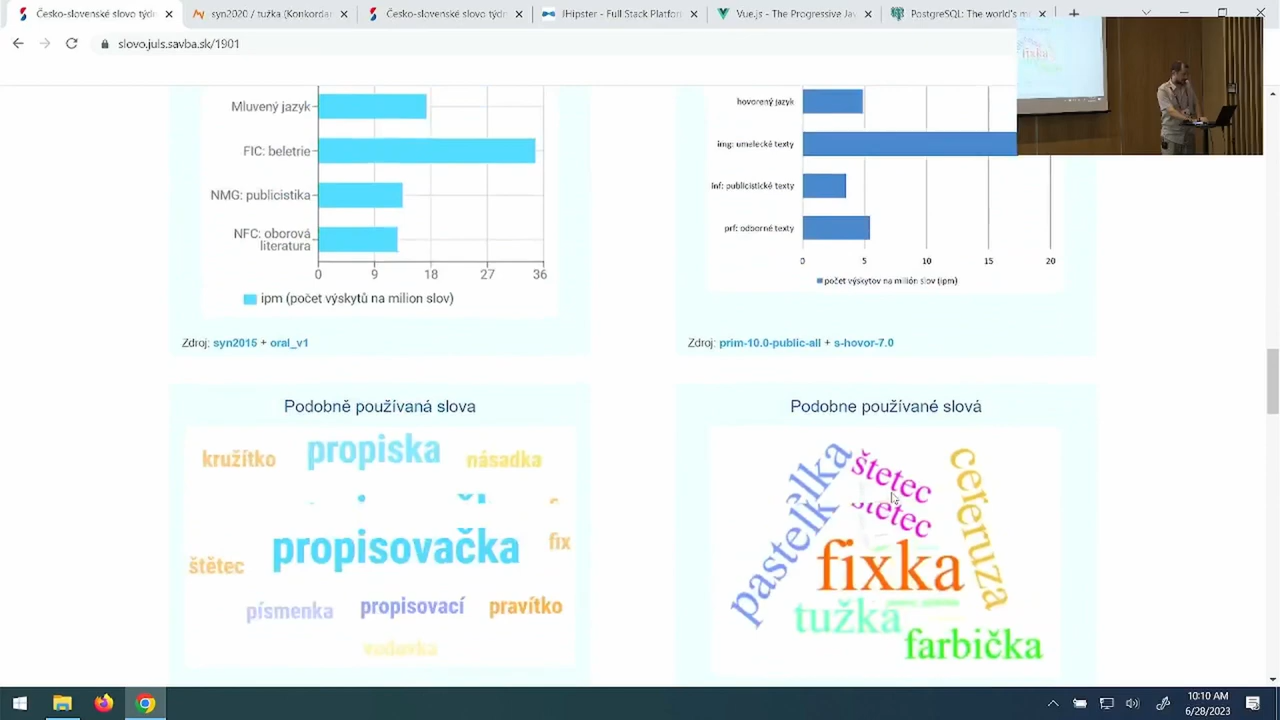 Česko-slovenské slovo týdn
syn2020 / tužka (Konkordanc
Česko-slovenské slovo týdn
JHipster - Full Stack Platfor
Vue.js - The Progressive Jav
PostgreSQL: The world's mo
slovo.juls.savba.sk/1901
Mluvený jazyk
FIC: beletrie
NMG: publicistika
NFC: oborová
literatura
0 9 18 27 36
ipm (počet výskytů na milion slov)
Zdroj: syn2015 + oral_v1
hovorený jazyk
img: umelecké texty
inf: publicistické texty
prf: odborné texty
0 5 10 15 20
počet výskytov na milión slov (ipm)
Zdroj: prim-10.0-public-all + s-hovor-7.0
Podobně používaná slova
kružítko propiska násadka
propisovačka
štětec fix
písmenka propisovací pravítko
vodovka
Podobne používané slová
pastelka
štetec
ceruza
fixka
tužka
farbička
10:10 AM
6/28/2023